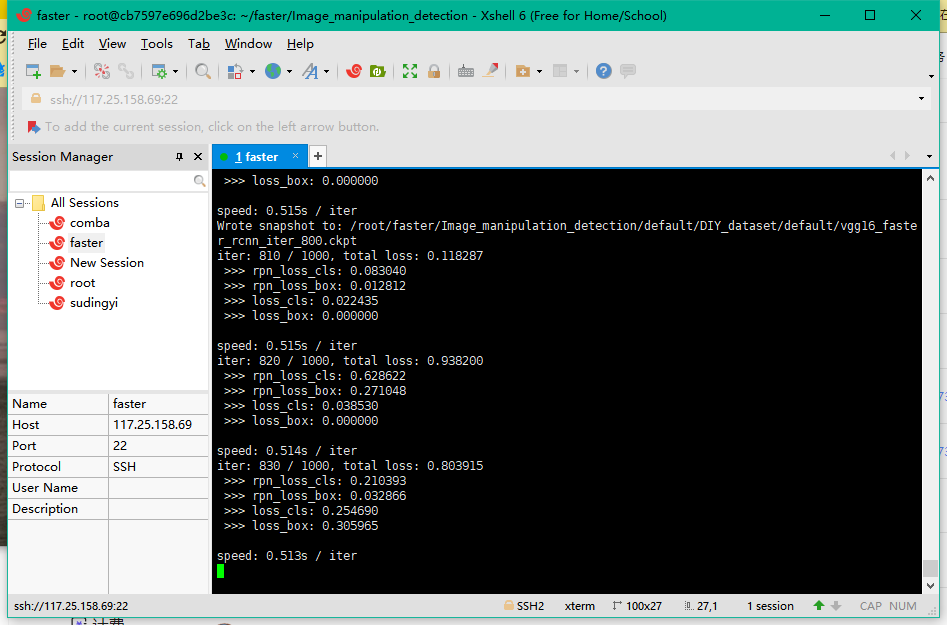 faster - root@cb7597e696d2be3c: ~/faster/Image_manipulation_detection - Xshell 6 (Free for Home/School)
File Edit View Tools Tab Window Help
ssh://117.25.158.69:22
To add the current session, click on the left arrow button.
Session Manager
1 faster
All Sessions
comba
faster
New Session
root
sudingyi
Name faster
Host 117.25.158.69
Port 22
Protocol SSH
User Name
Description
>>> loss_box: 0.000000
speed: 0.515s / iter
Wrote snapshot to: /root/faster/Image_manipulation_detection/default/DIY_dataset/default/vgg16_faste
r_rcnn_iter_800.ckpt
iter: 810 / 1000, total loss: 0.118287
>>> rpn_loss_cls: 0.083040
>>> rpn_loss_box: 0.012812
>>> loss_cls: 0.022435
>>> loss_box: 0.000000
speed: 0.515s / iter
iter: 820 / 1000, total loss: 0.938200
>>> rpn_loss_cls: 0.628622
>>> rpn_loss_box: 0.271048
>>> loss_cls: 0.038530
>>> loss_box: 0.000000
speed: 0.514s / iter
iter: 830 / 1000, total loss: 0.803915
>>> rpn_loss_cls: 0.210393
>>> rpn_loss_box: 0.032866
>>> loss_cls: 0.254690
>>> loss_box: 0.305965
speed: 0.513s / iter
ssh://117.25.158.69:22 SSH2 xterm 100x27 27,1 1 session CAP NUM